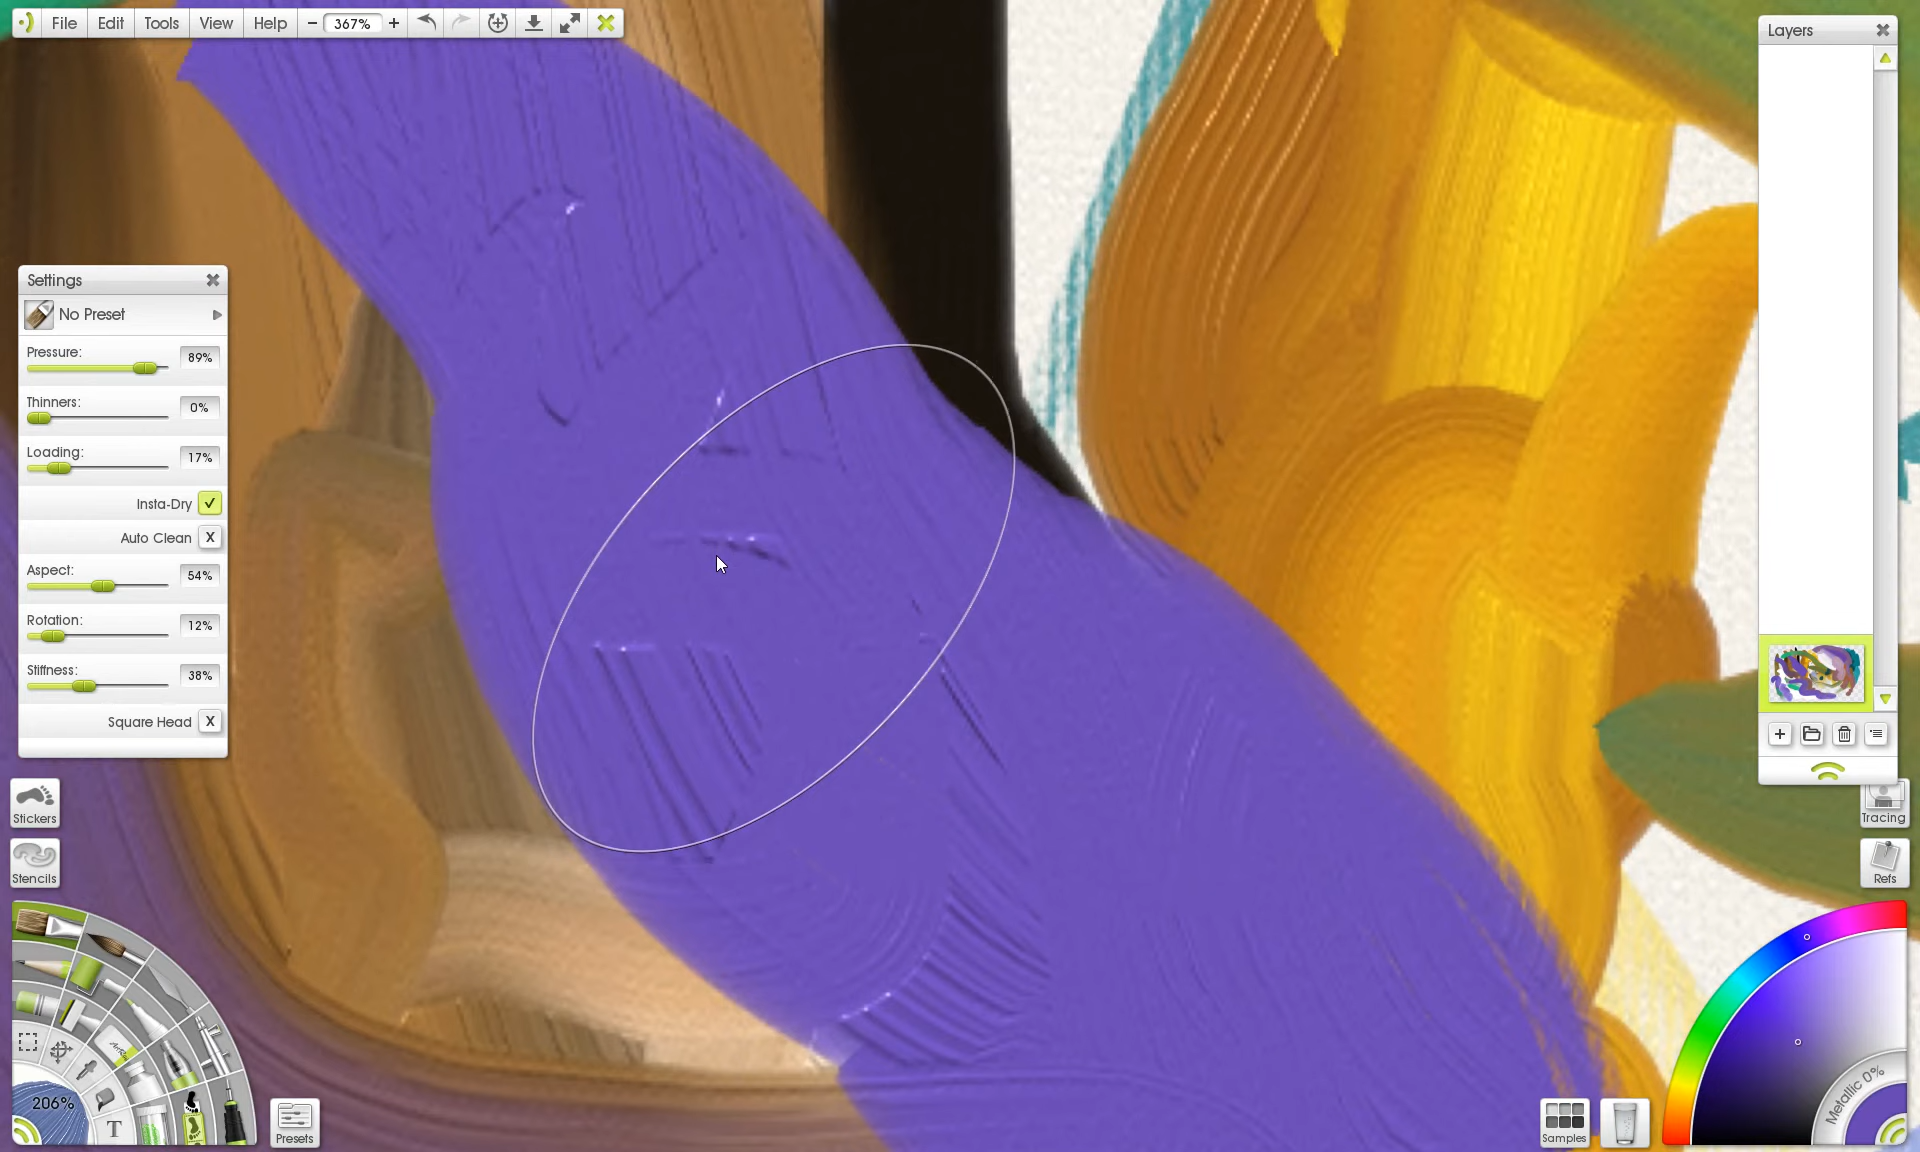 File Edit Tools View Help − 367% +
Layers
Settings
No Preset
Pressure: 89%
Thinners: 0%
Loading: 17%
Insta-Dry
Auto Clean X
Aspect: 54%
Rotation: 12%
Stiffness: 38%
Square Head X
Stickers
Stencils
Tracing
Refs
206%
T
Presets
Samples
Metallic 0%